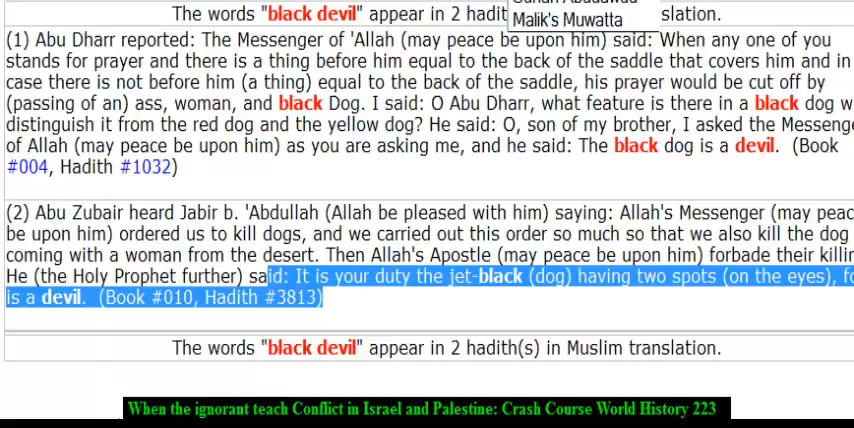 Sunan Abudawud
The words "black devil" appear in 2 hadit
Malik's Muwatta
slation.
(1) Abu Dharr reported: The Messenger of 'Allah (may peace be upon him) said: When any one of you
stands for prayer and there is a thing before him equal to the back of the saddle that covers him and in
case there is not before him (a thing) equal to the back of the saddle, his prayer would be cut off by
(passing of an) ass, woman, and black Dog. I said: O Abu Dharr, what feature is there in a black dog w
distinguish it from the red dog and the yellow dog? He said: O, son of my brother, I asked the Messenge
of Allah (may peace be upon him) as you are asking me, and he said: The black dog is a devil. (Book
#004, Hadith #1032)
(2) Abu Zubair heard Jabir b. 'Abdullah (Allah be pleased with him) saying: Allah's Messenger (may peac
be upon him) ordered us to kill dogs, and we carried out this order so much so that we also kill the dog
coming with a woman from the desert. Then Allah's Apostle (may peace be upon him) forbade their killin
He (the Holy Prophet further) said: It is your duty the jet-black (dog) having two spots (on the eyes), fo
is a devil. (Book #010, Hadith #3813)
The words "black devil" appear in 2 hadith(s) in Muslim translation.
When the ignorant teach Conflict in Israel and Palestine: Crash Course World History 223